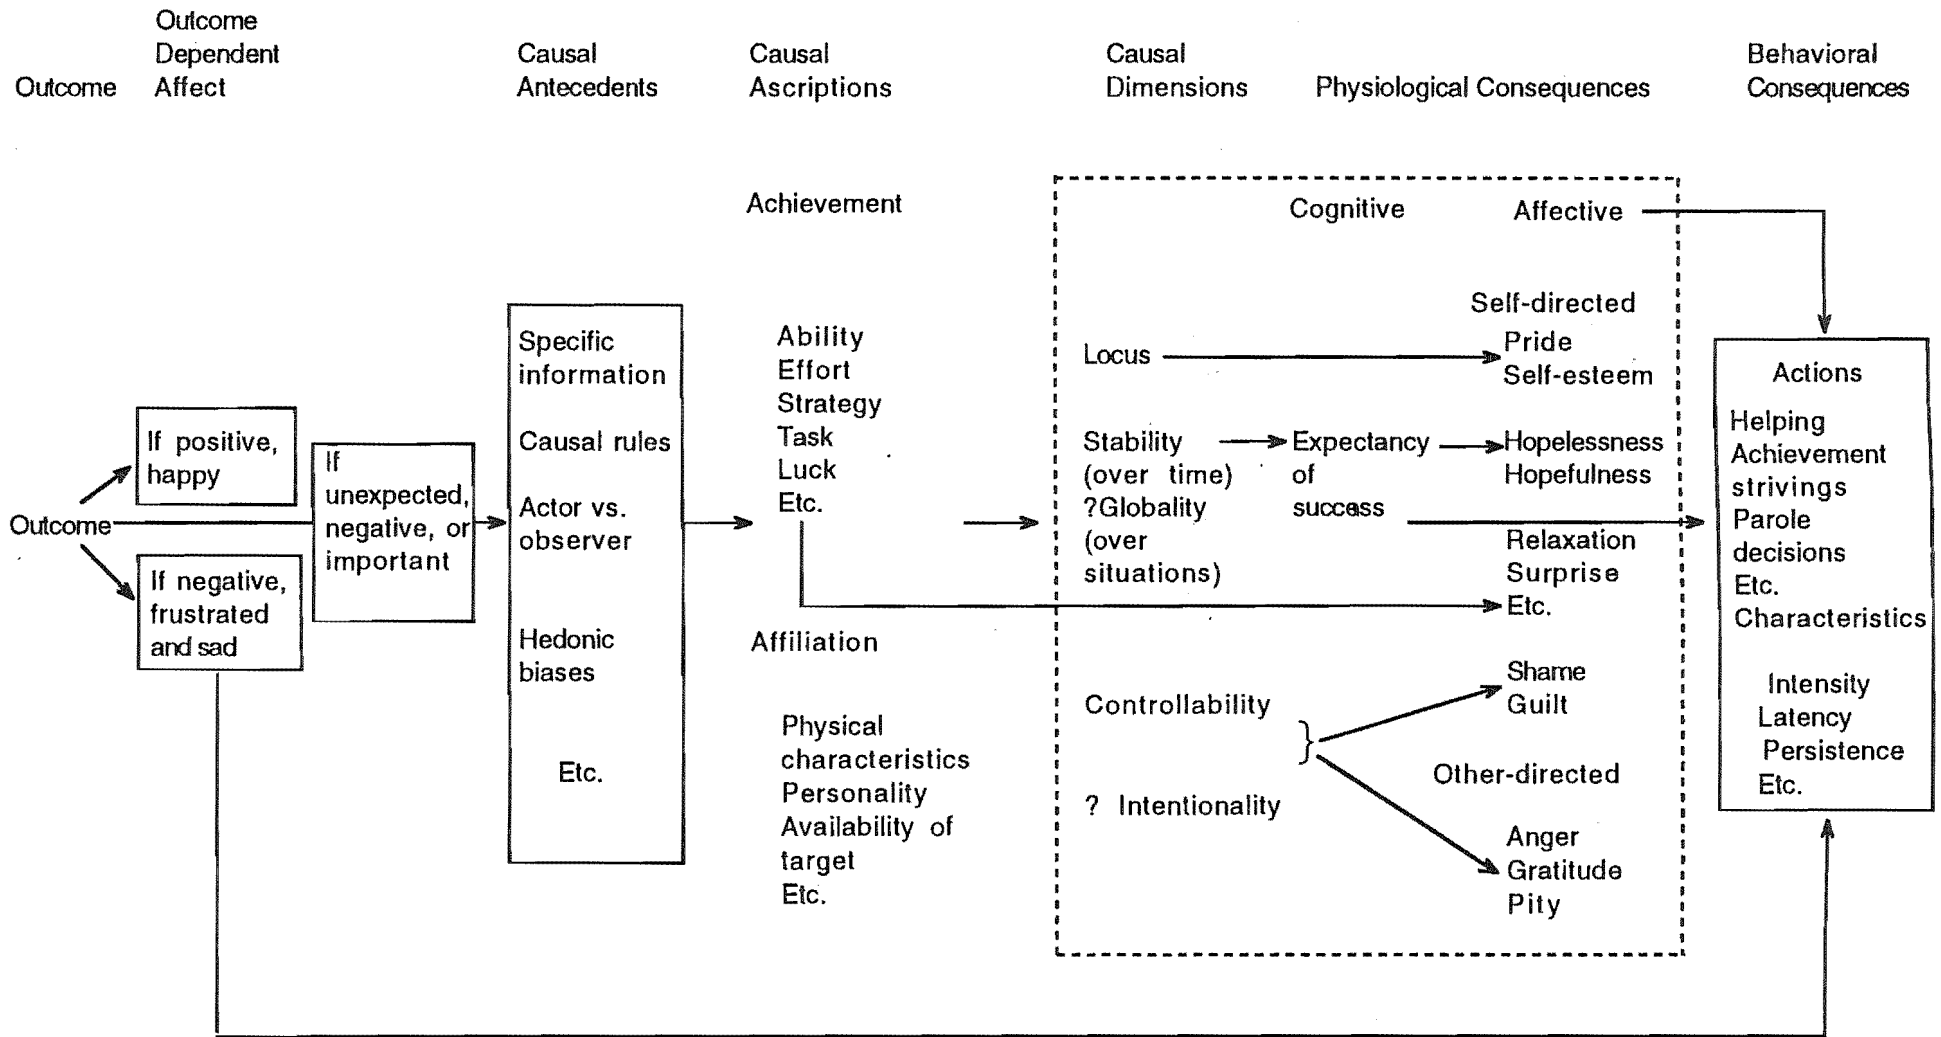 Outcome
Outcome
Dependent
Affect
Causal
Antecedents
Causal
Ascriptions
Causal
Dimensions
Physiological Consequences
Behavioral
Consequences
Outcome
If positive,
happy
If negative,
frustrated
and sad
If
unexpected,
negative, or
important
Specific
information
Causal rules
Actor vs.
observer
Hedonic
biases
Etc.
Achievement
Ability
Effort
Strategy
Task
Luck
Etc.
Affiliation
Physical
characteristics
Personality
Availability of
target
Etc.
Locus
Stability
(over time)
?Globality
(over
situations)
Controllability
? Intentionality
}
Cognitive
Expectancy
of
success
Affective
Self-directed
Pride
Self-esteem
Hopelessness
Hopefulness
Relaxation
Surprise
Etc.
Shame
Guilt
Other-directed
Anger
Gratitude
Pity
Actions
Helping
Achievement
strivings
Parole
decisions
Etc.
Characteristics
Intensity
Latency
Persistence
Etc.